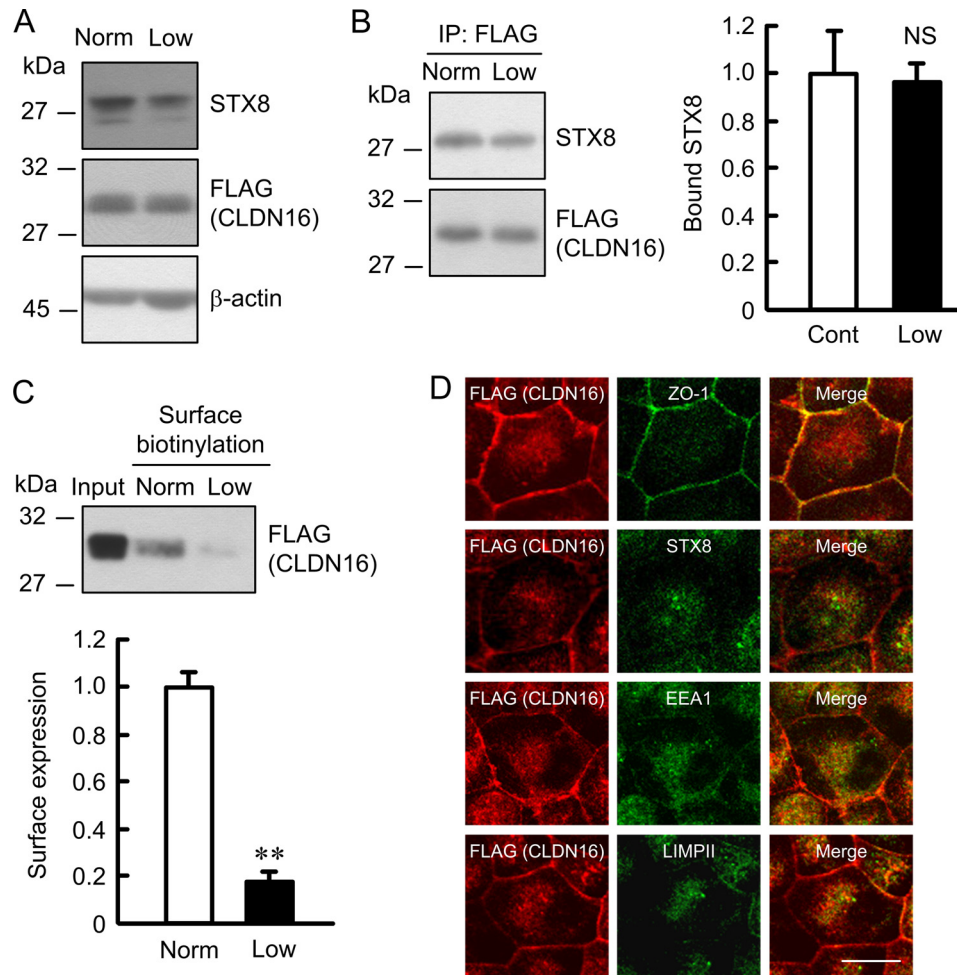 A
Norm Low
kDa
27 —
STX8
32 —
27 —
FLAG
(CLDN16)
45 —
β-actin
B
IP: FLAG
Norm Low
kDa
27 —
STX8
32 —
27 —
FLAG
(CLDN16)
Bound STX8
1.2
1.0
0.8
0.6
0.4
0.2
0
NS
Cont Low
C
Surface
biotinylation
kDa Input Norm Low
32 —
27 —
FLAG
(CLDN16)
Surface expression
1.2
1.0
0.8
0.6
0.4
0.2
0
**
Norm Low
D
FLAG (CLDN16) ZO-1 Merge
FLAG (CLDN16) STX8 Merge
FLAG (CLDN16) EEA1 Merge
FLAG (CLDN16) LIMPII Merge